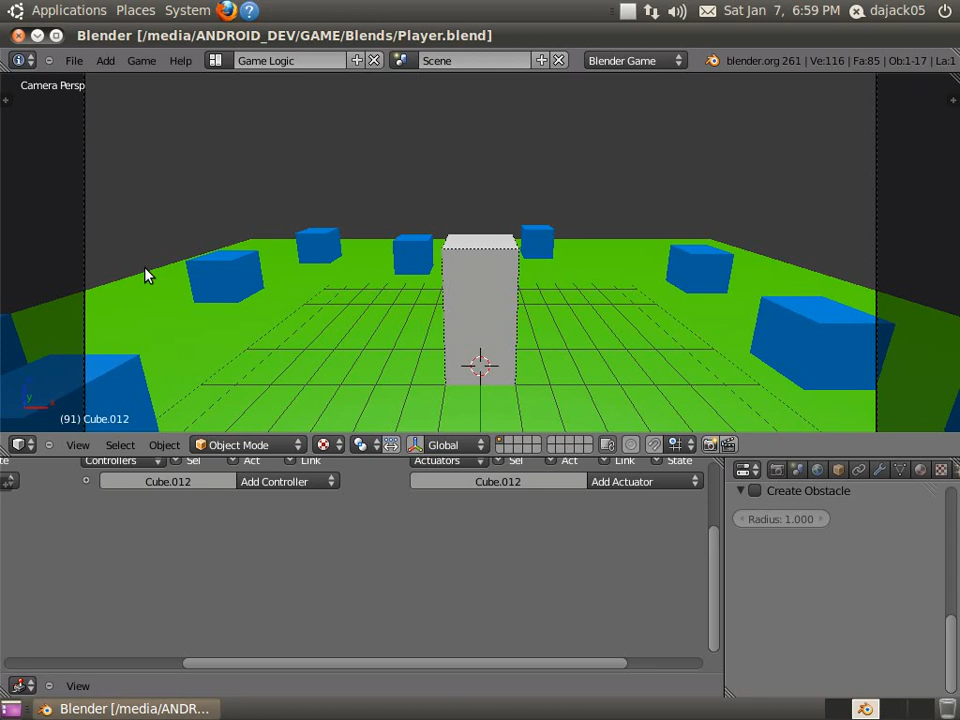 Applications Places System ? Sat Jan 7, 6:59 PM dajack05
Blender [/media/ANDROID_DEV/GAME/Blends/Player.blend]
File Add Game Help Game Logic Scene Blender Game blender.org 261 | Ve:116 | Fa:85 | Ob:1-17 | La:1
Camera Persp
y x
(91) Cube.012
View Select Object Object Mode Global
te Controllers Sel Act Link Actuators Sel Act Link State
Cube.012 Add Controller Cube.012 Add Actuator
Create Obstacle
Radius: 1.000
View
Blender [/media/ANDR...